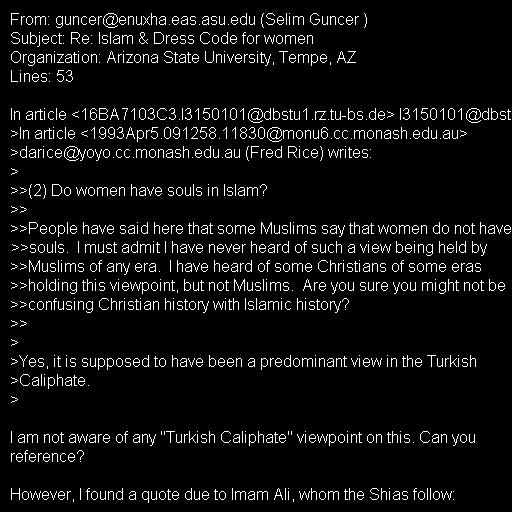 From: guncer@enuxha.eas.asu.edu (Selim Guncer )
Subject: Re: Islam & Dress Code for women
Organization: Arizona State University, Tempe, AZ
Lines: 53

In article <16BA7103C3.I3150101@dbstu1.rz.tu-bs.de> I3150101@dbst
>In article <1993Apr5.091258.11830@monu6.cc.monash.edu.au>
>darice@yoyo.cc.monash.edu.au (Fred Rice) writes:
>
>>(2) Do women have souls in Islam?
>>
>>People have said here that some Muslims say that women do not have
>>souls.  I must admit I have never heard of such a view being held by
>>Muslims of any era.  I have heard of some Christians of some eras
>>holding this viewpoint, but not Muslims.  Are you sure you might not be
>>confusing Christian history with Islamic history?
>>
>
>Yes, it is supposed to have been a predominant view in the Turkish
>Caliphate.
>

I am not aware of any "Turkish Caliphate" viewpoint on this. Can you
reference?

However, I found a quote due to Imam Ali, whom the Shias follow: